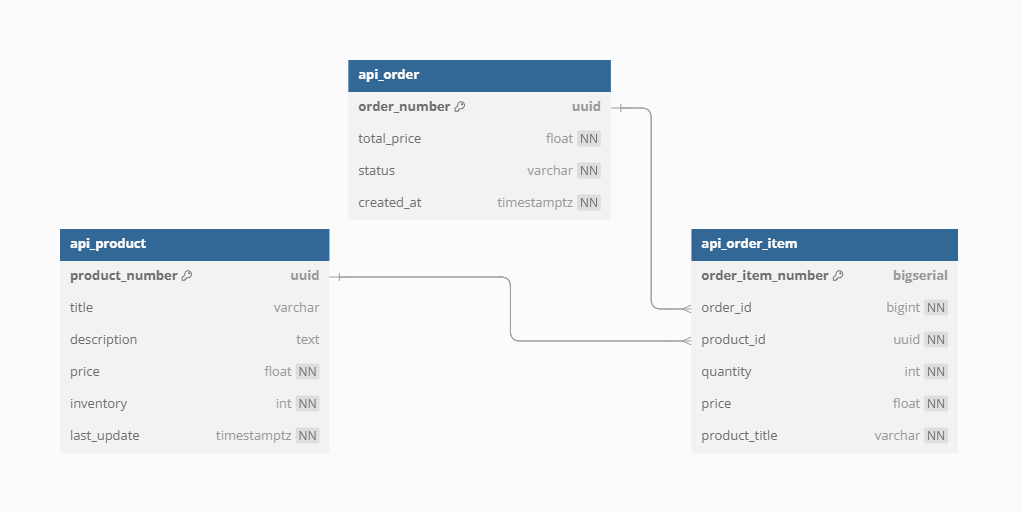 api_order
order_number uuid
total_price float NN
status varchar NN
created_at timestamptz NN
api_product
product_number uuid
title varchar
description text
price float NN
inventory int NN
last_update timestamptz NN
api_order_item
order_item_number bigserial
order_id bigint NN
product_id uuid NN
quantity int NN
price float NN
product_title varchar NN